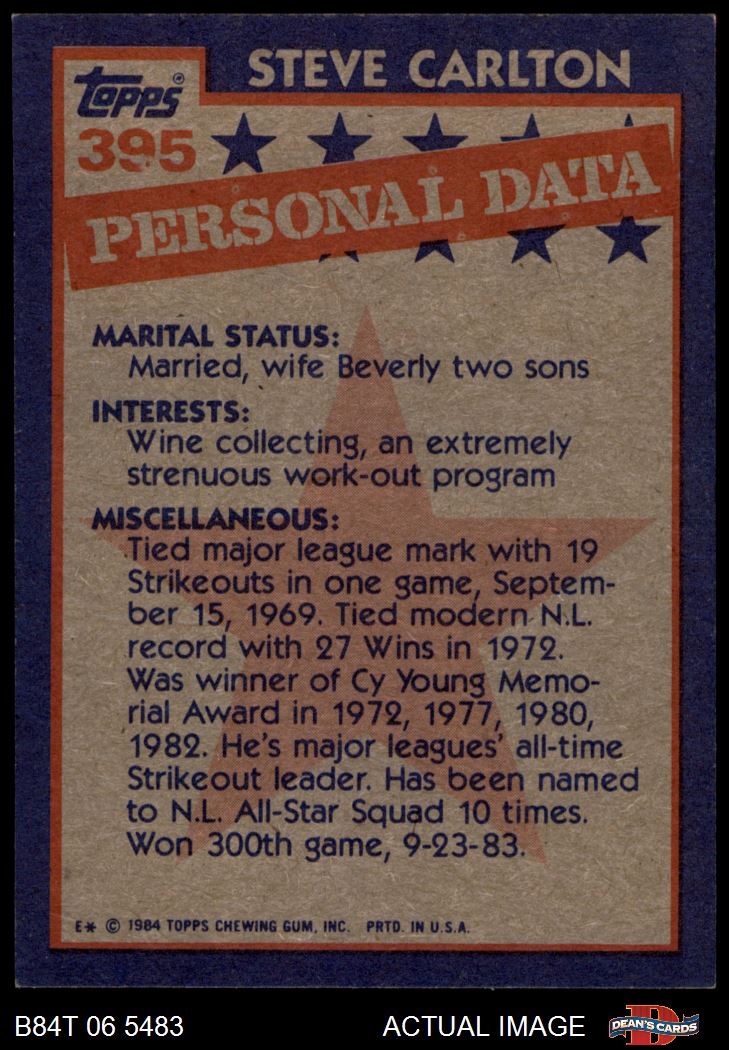 STEVE CARLTON
Topps®
395
PERSONAL DATA
MARITAL STATUS:
Married, wife Beverly two sons
INTERESTS:
Wine collecting, an extremely
strenuous work-out program
MISCELLANEOUS:
Tied major league mark with 19
Strikeouts in one game, Septem-
ber 15, 1969. Tied modern N.L.
record with 27 Wins in 1972.
Was winner of Cy Young Memo-
rial Award in 1972, 1977, 1980,
1982. He's major leagues' all-time
Strikeout leader. Has been named
to N.L. All-Star Squad 10 times.
Won 300th game, 9-23-83.
E* © 1984 TOPPS CHEWING GUM, INC. PRTD. IN U.S.A.
B84T 06 5483 ACTUAL IMAGE DEAN'S CARDS